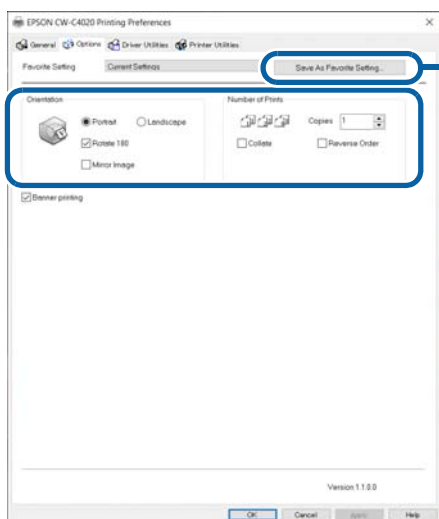 EPSON CW-C4020 Printing Preferences
General Options Driver Utilities Printer Utilities
Favorite Setting Current Settings Save As Favorite Setting...
Orientation Number of Prints
Portrait Landscape Copies 1
Rotate 180 Collate Reverse Order
Mirror Image
Banner printing
Version 1.1.0.0
OK Cancel Apply Help